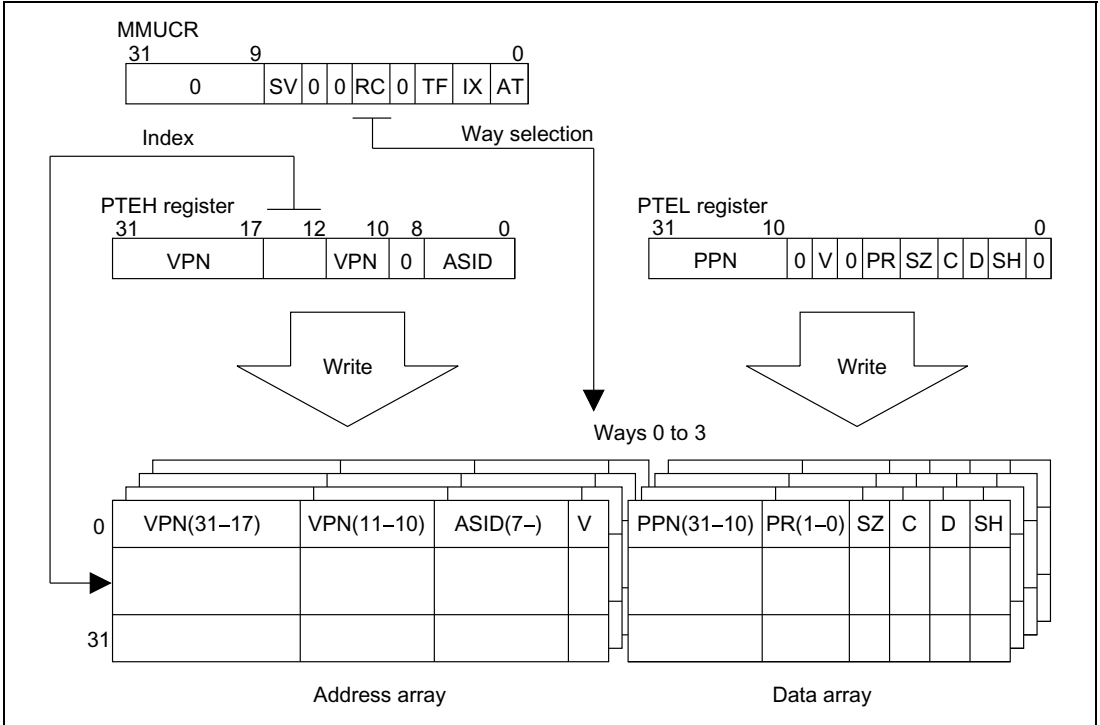 MMUCR
31 9 0
0 SV 0 0 RC 0 TF IX AT
Index
Way selection
PTEH register
31 17 12 10 8 0
VPN VPN 0 ASID
PTEL register
31 10 0
PPN 0 V 0 PR SZ C D SH 0
Write
Write
Ways 0 to 3
0 VPN(31–17) VPN(11–10) ASID(7–) V
PPN(31–10) PR(1–0) SZ C D SH
31
Address array
Data array